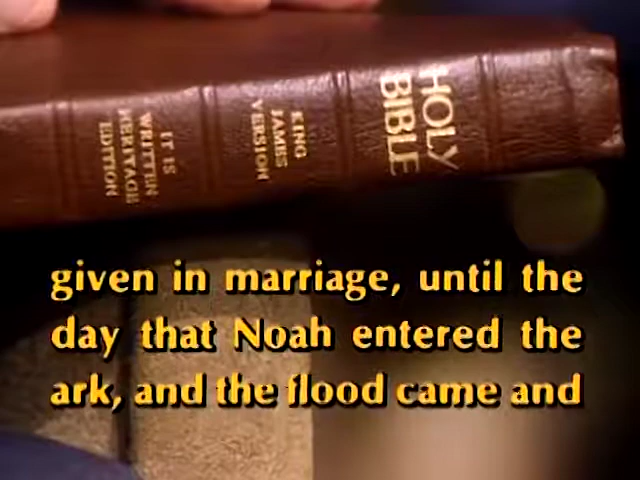 HOLY
BIBLE
KING
JAMES
VERSION
IT IS
WRITTEN
HERITAGE
EDITION
given in marriage, until the
day that Noah entered the
ark, and the flood came and